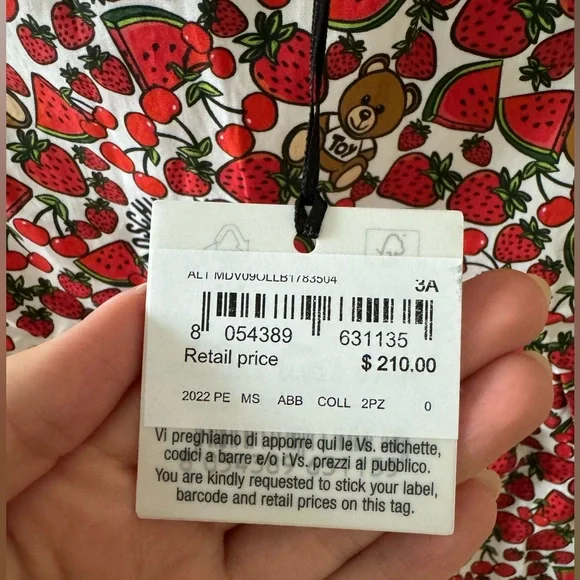 TOY
OSCHI
ALT MDV09OLLB1783504
3A
8 054389 631135
Retail price $ 210.00
2022 PE MS ABB COLL 2PZ 0
Vi preghiamo di apporre qui le Vs. etichette,
codici a barre e/o i Vs. prezzi al pubblico.
You are kindly requested to stick your label,
barcode and retail prices on this tag.